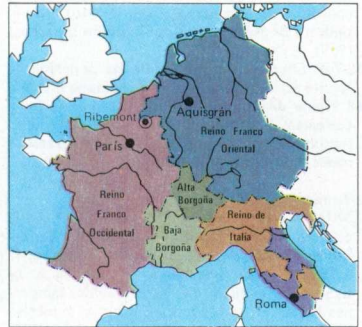 Ribemont
Aquisgrán
París
Reino Franco
Oriental
Reino
Franco
Occidental
Alta
Borgoña
Baja
Borgoña
Reino de
Italia
Roma